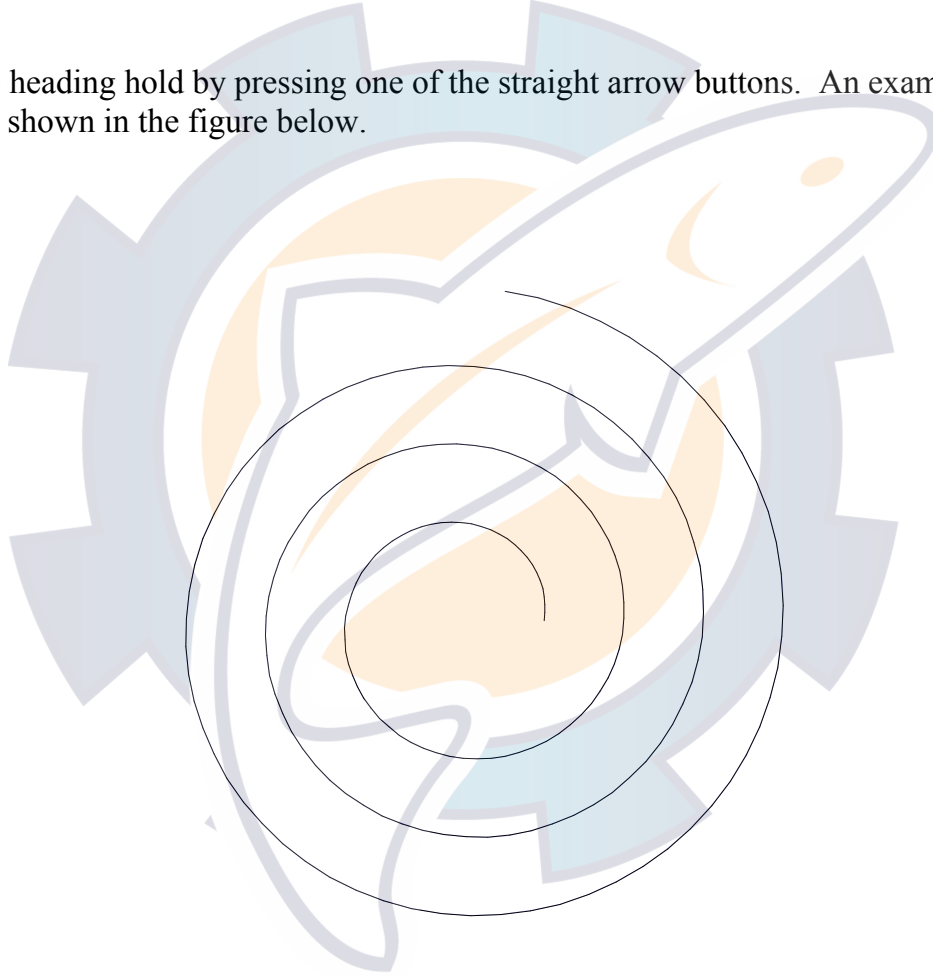 heading hold by pressing one of the straight arrow buttons.  An exam
shown in the figure below.